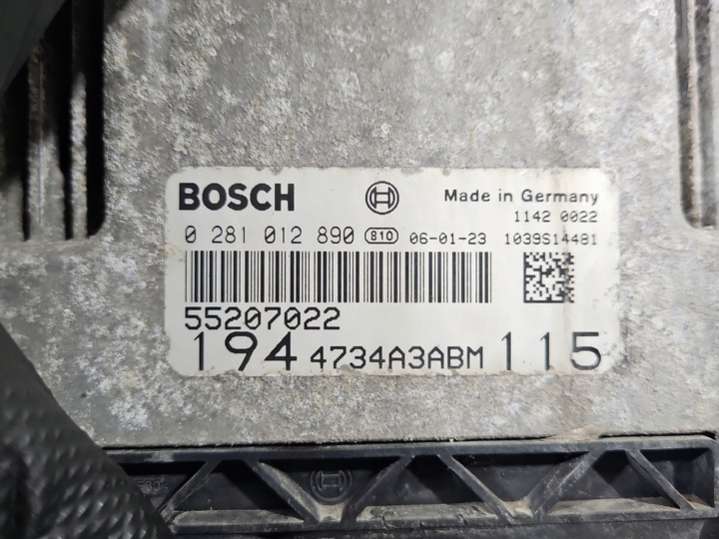 BOSCH Made in Germany
1142 0022
0 281 012 890 810 06-01-23 1039S14481
55207022
194 4734A3ABM 115